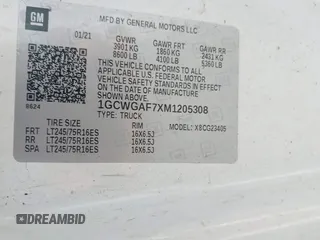 GM
MFD BY GENERAL MOTORS LLC
01/21
GVWR GAWR FRT GAWR RR
3901 KG 1860 KG 2431 KG
8600 LB 4100 LB 5360 LB
THIS VEHICLE CONFORMS TO ALL APPLICABLE
U.S. FEDERAL MOTOR VEHICLE SAFETY
STANDARDS IN EFFECT ON THE DATE OF
MANUFACTURE SHOWN ABOVE.
1GCWGAF7XM1205308
TYPE: TRUCK
8624
MODEL: X8CG23405
TIRE SIZE RIM
FRT LT245/75R16ES 16X6.5J
RR LT245/75R16ES 16X6.5J
SPA LT245/75R16ES 16X6.5J
DREAMBID